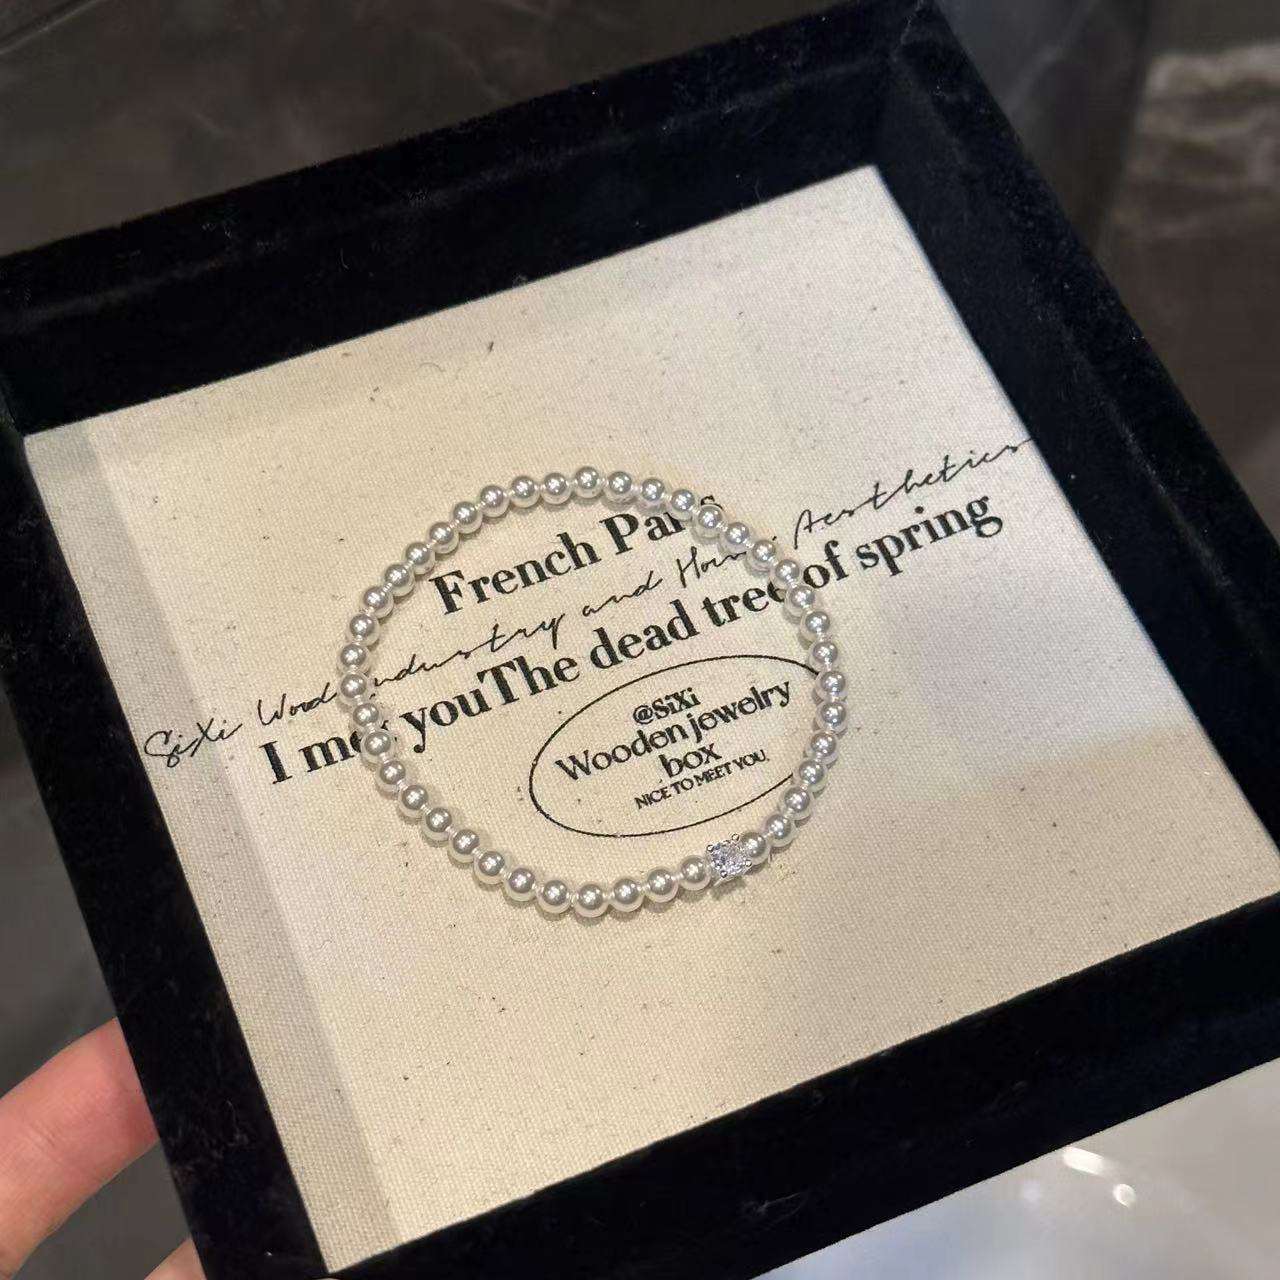 French Paris
SiXi Wood industry and Home Aesthetics
I met youThe dead tree of spring
@SiXi
Wooden jewelry
box
NICE TO MEET YOU.